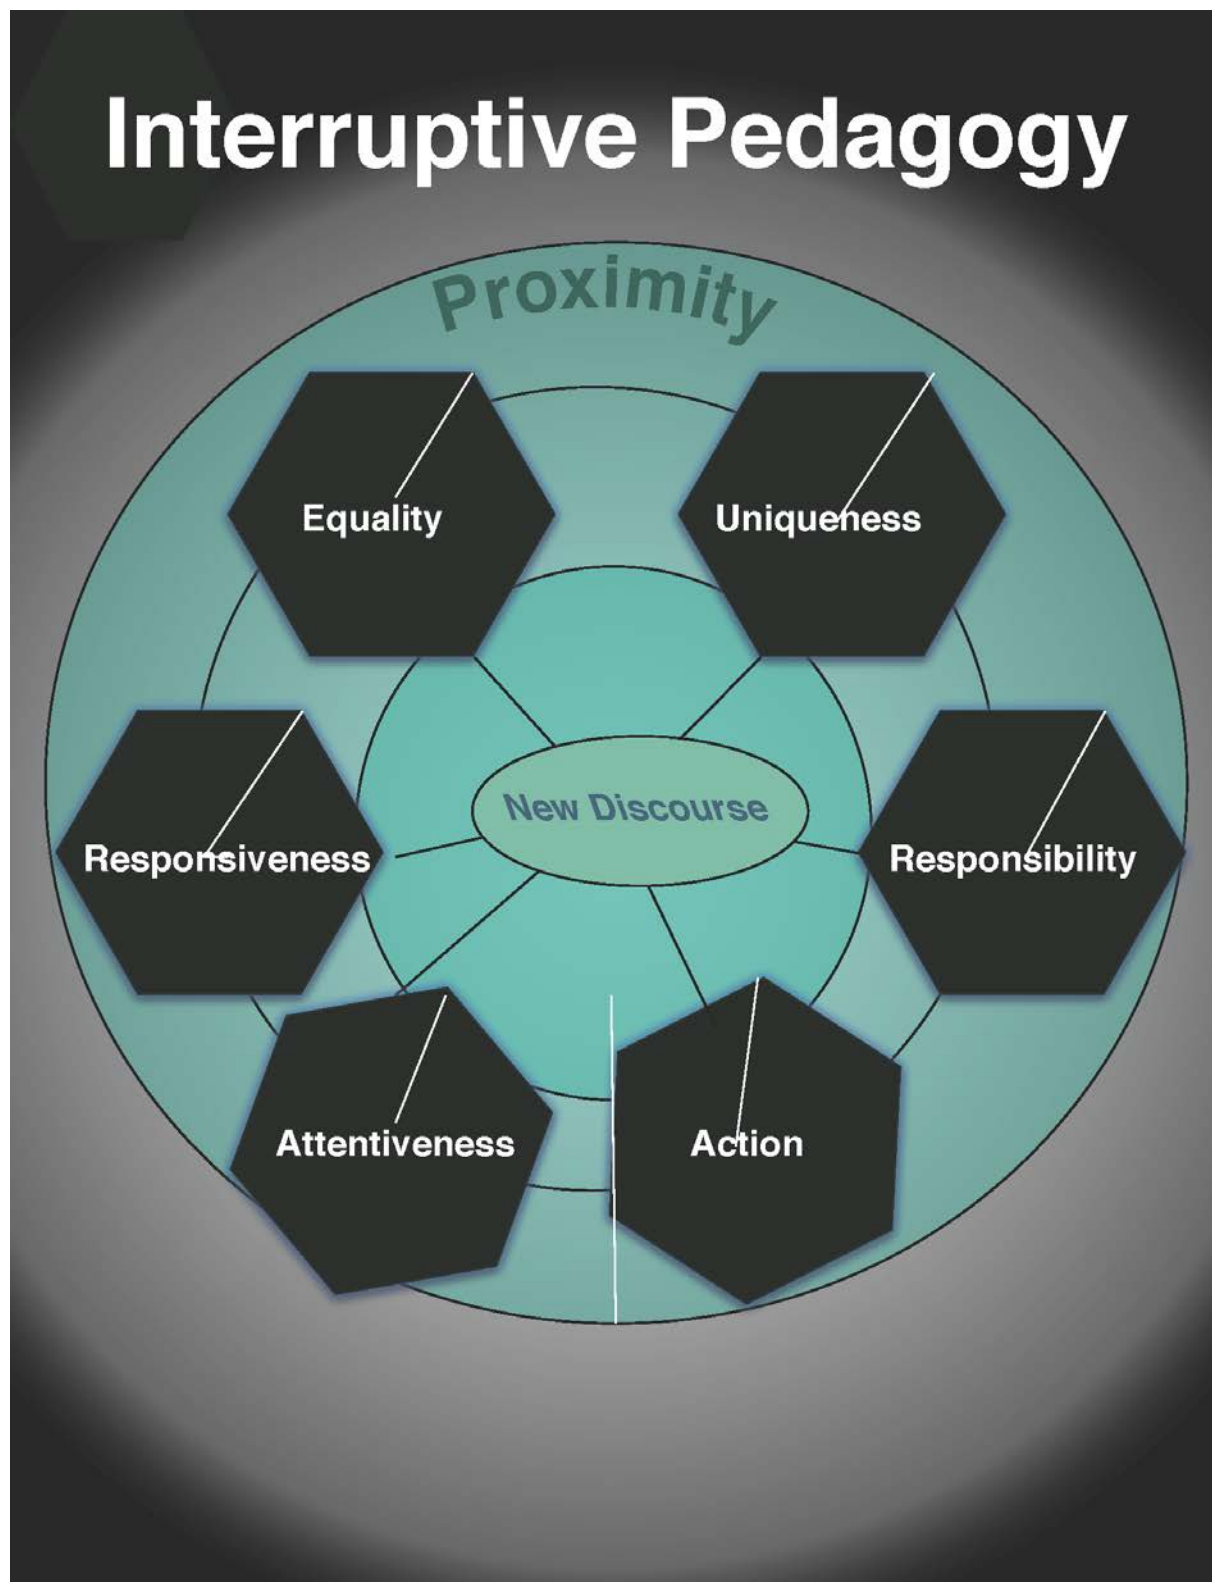 Interruptive Pedagogy
Proximity
Equality
Uniqueness
New Discourse
Responsiveness
Responsibility
Attentiveness
Action